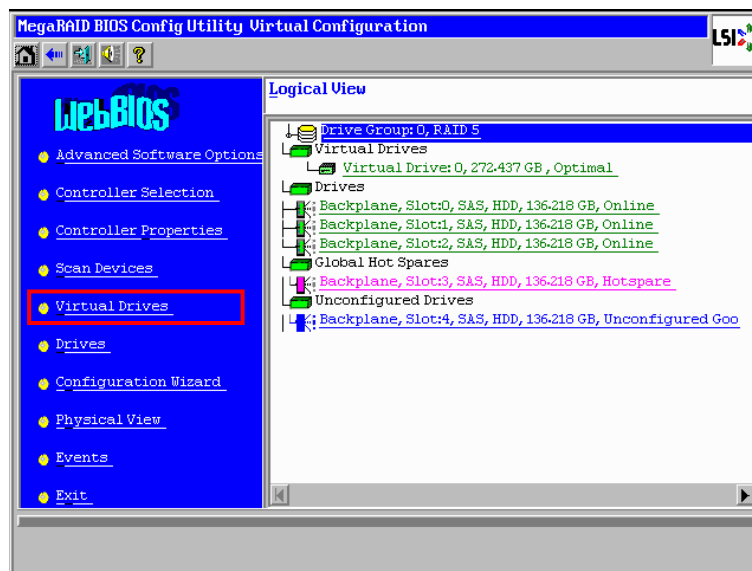 MegaRAID BIOS Config Utility Virtual Configuration
LSI
WebBIOS
Advanced Software Options
Controller Selection
Controller Properties
Scan Devices
Virtual Drives
Drives
Configuration Wizard
Physical View
Events
Exit
Logical View
Drive Group: 0, RAID 5
Virtual Drives
Virtual Drive: 0, 272.437 GB , Optimal
Drives
Backplane, Slot:0, SAS, HDD, 136.218 GB, Online
Backplane, Slot:1, SAS, HDD, 136.218 GB, Online
Backplane, Slot:2, SAS, HDD, 136.218 GB, Online
Global Hot Spares
Backplane, Slot:3, SAS, HDD, 136.218 GB, Hotspare
Unconfigured Drives
Backplane, Slot:4, SAS, HDD, 136.218 GB, Unconfigured Goo